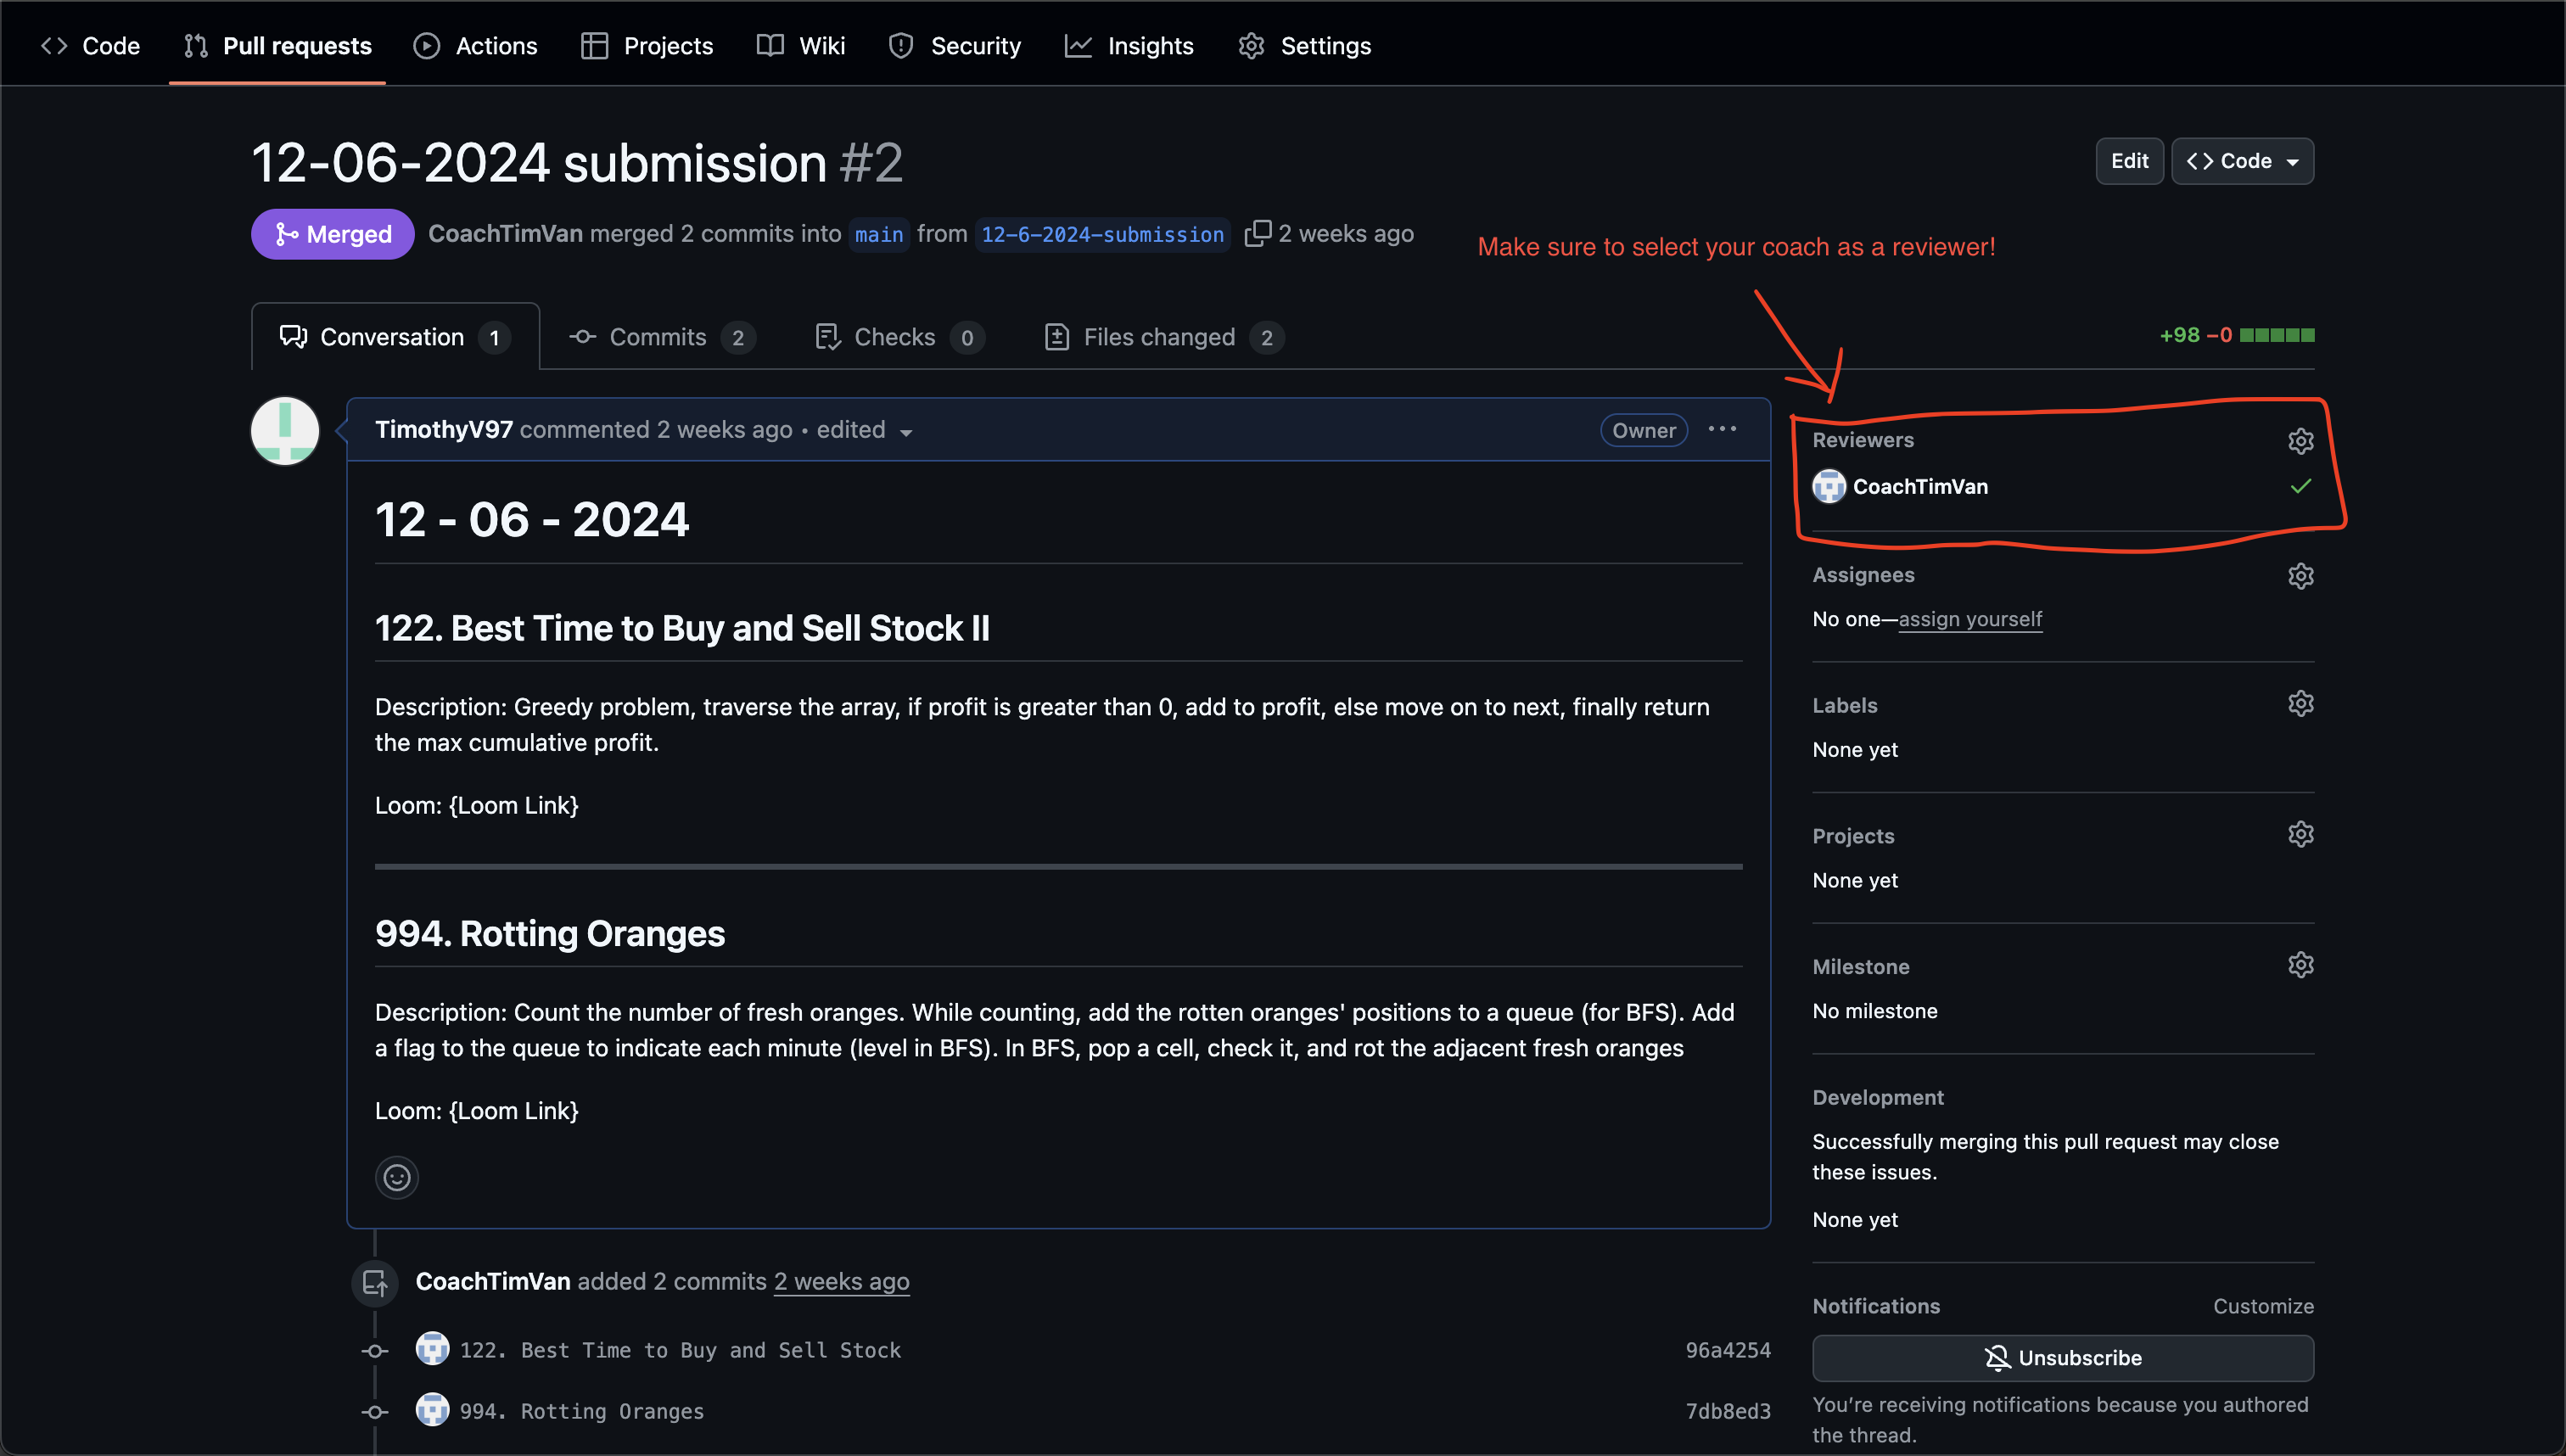 Code Pull requests Actions Projects Wiki Security Insights Settings
12-06-2024 submission #2
Edit Code
Merged CoachTimVan merged 2 commits into main from 12-6-2024-submission 2 weeks ago
Make sure to select your coach as a reviewer!
Conversation 1 Commits 2 Checks 0 Files changed 2
+98 −0
TimothyV97 commented 2 weeks ago • edited
Owner
12 - 06 - 2024
122. Best Time to Buy and Sell Stock II
Description: Greedy problem, traverse the array, if profit is greater than 0, add to profit, else move on to next, finally return
the max cumulative profit.
Loom: {Loom Link}
994. Rotting Oranges
Description: Count the number of fresh oranges. While counting, add the rotten oranges' positions to a queue (for BFS). Add
a flag to the queue to indicate each minute (level in BFS). In BFS, pop a cell, check it, and rot the adjacent fresh oranges
Loom: {Loom Link}
CoachTimVan added 2 commits 2 weeks ago
122. Best Time to Buy and Sell Stock 96a4254
994. Rotting Oranges 7db8ed3
Reviewers
CoachTimVan
Assignees
No one—assign yourself
Labels
None yet
Projects
None yet
Milestone
No milestone
Development
Successfully merging this pull request may close
these issues.
None yet
Notifications Customize
Unsubscribe
You’re receiving notifications because you authored
the thread.